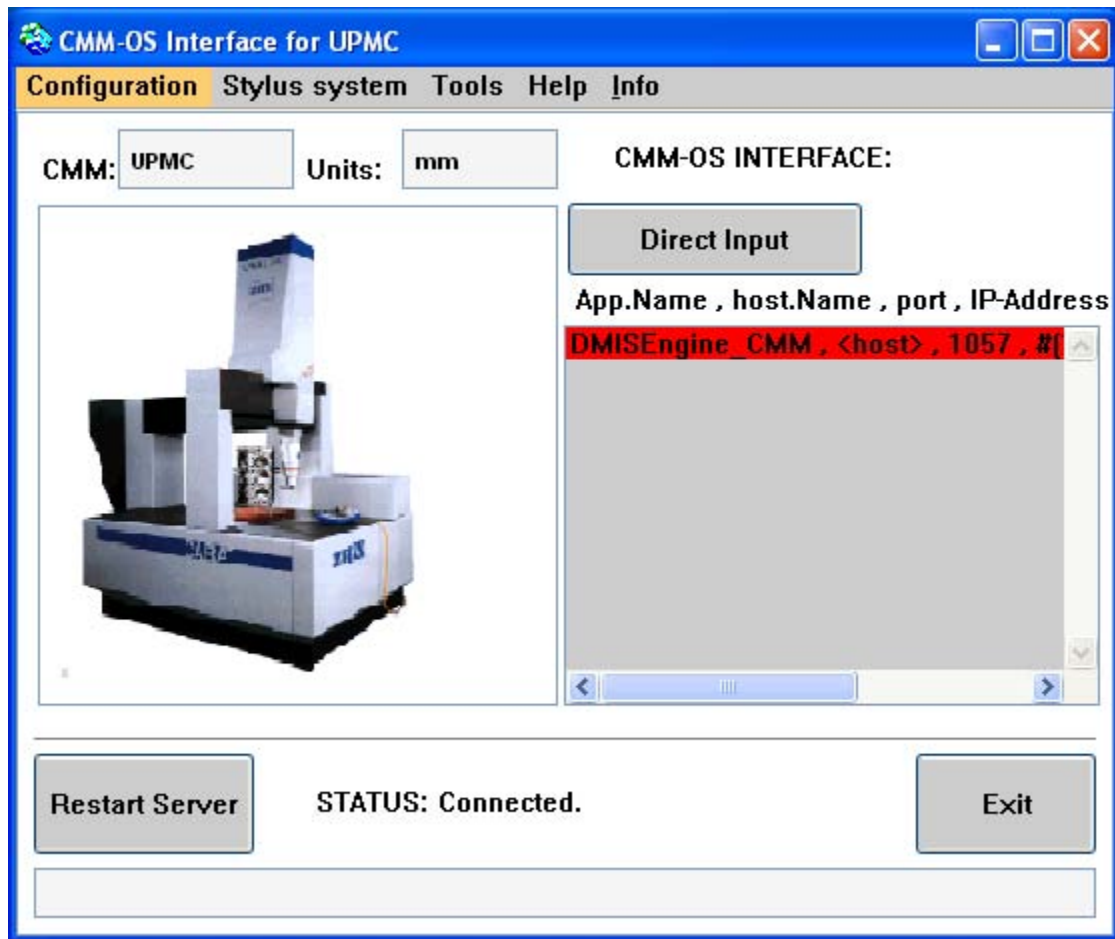 CMM-OS Interface for UPMC
Configuration Stylus system Tools Help Info
CMM: UPMC Units: mm
CMM-OS INTERFACE:
Direct Input
App.Name , host.Name , port , IP-Address
DMISEngine_CMM , <host> , 1057 , #(
Restart Server
STATUS: Connected.
Exit